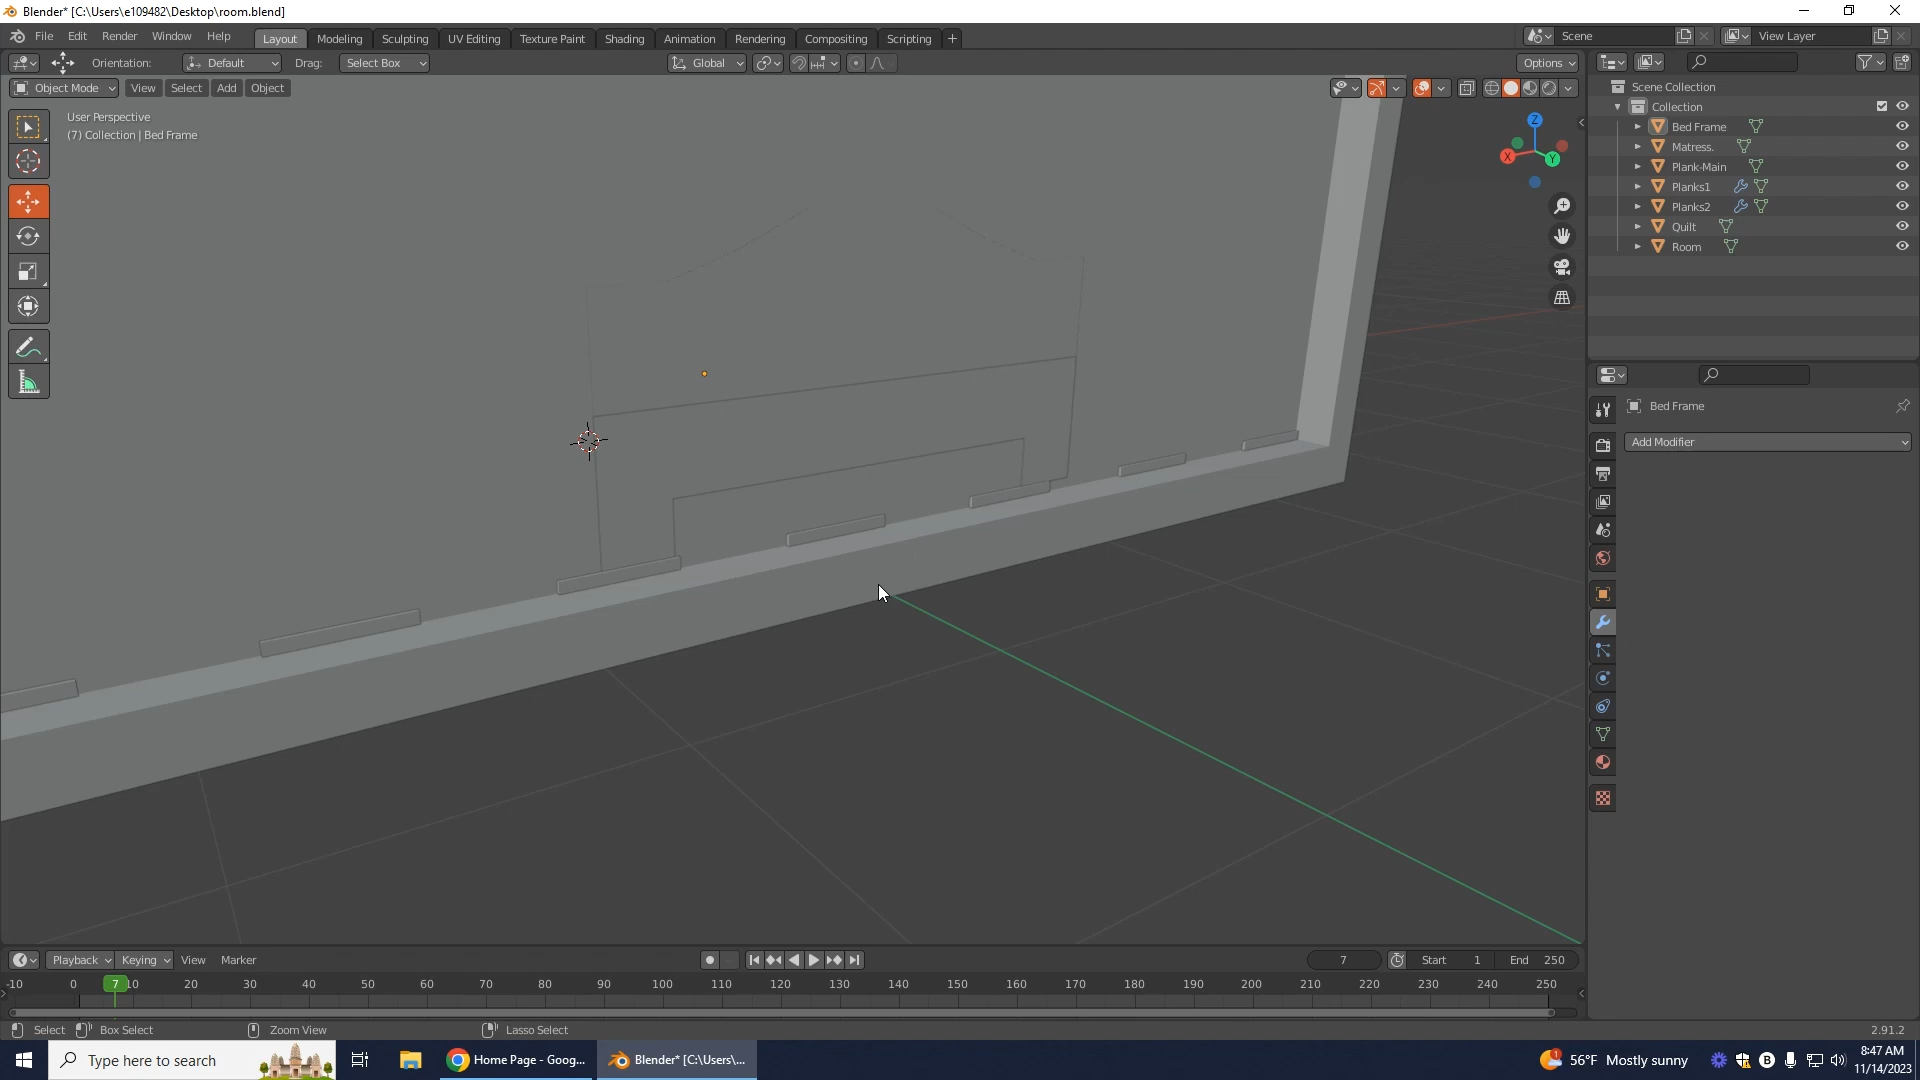 Blender* [C:\Users\e109482\Desktop\room.blend]
File Edit Render Window Help Layout Modeling Sculpting UV Editing Texture Paint Shading Animation Rendering Compositing Scripting + Scene View Layer
Orientation: Default Drag: Select Box Global Options
Object Mode View Select Add Object
User Perspective
(7) Collection | Bed Frame
Z
X
Y
Scene Collection
Collection
Bed Frame
Matress.
Plank-Main
Planks1
Planks2
Quilt
Room
Bed Frame
Add Modifier
Playback Keying View Marker 7 Start 1 End 250
-10 0 7 10 20 30 40 50 60 70 80 90 100 110 120 130 140 150 160 170 180 190 200 210 220 230 240 250
Select Box Select Zoom View Lasso Select 2.91.2
Type here to search Home Page - Goog... Blender* [C:\Users\... 1 56°F Mostly sunny B 8:47 AM
11/14/2023